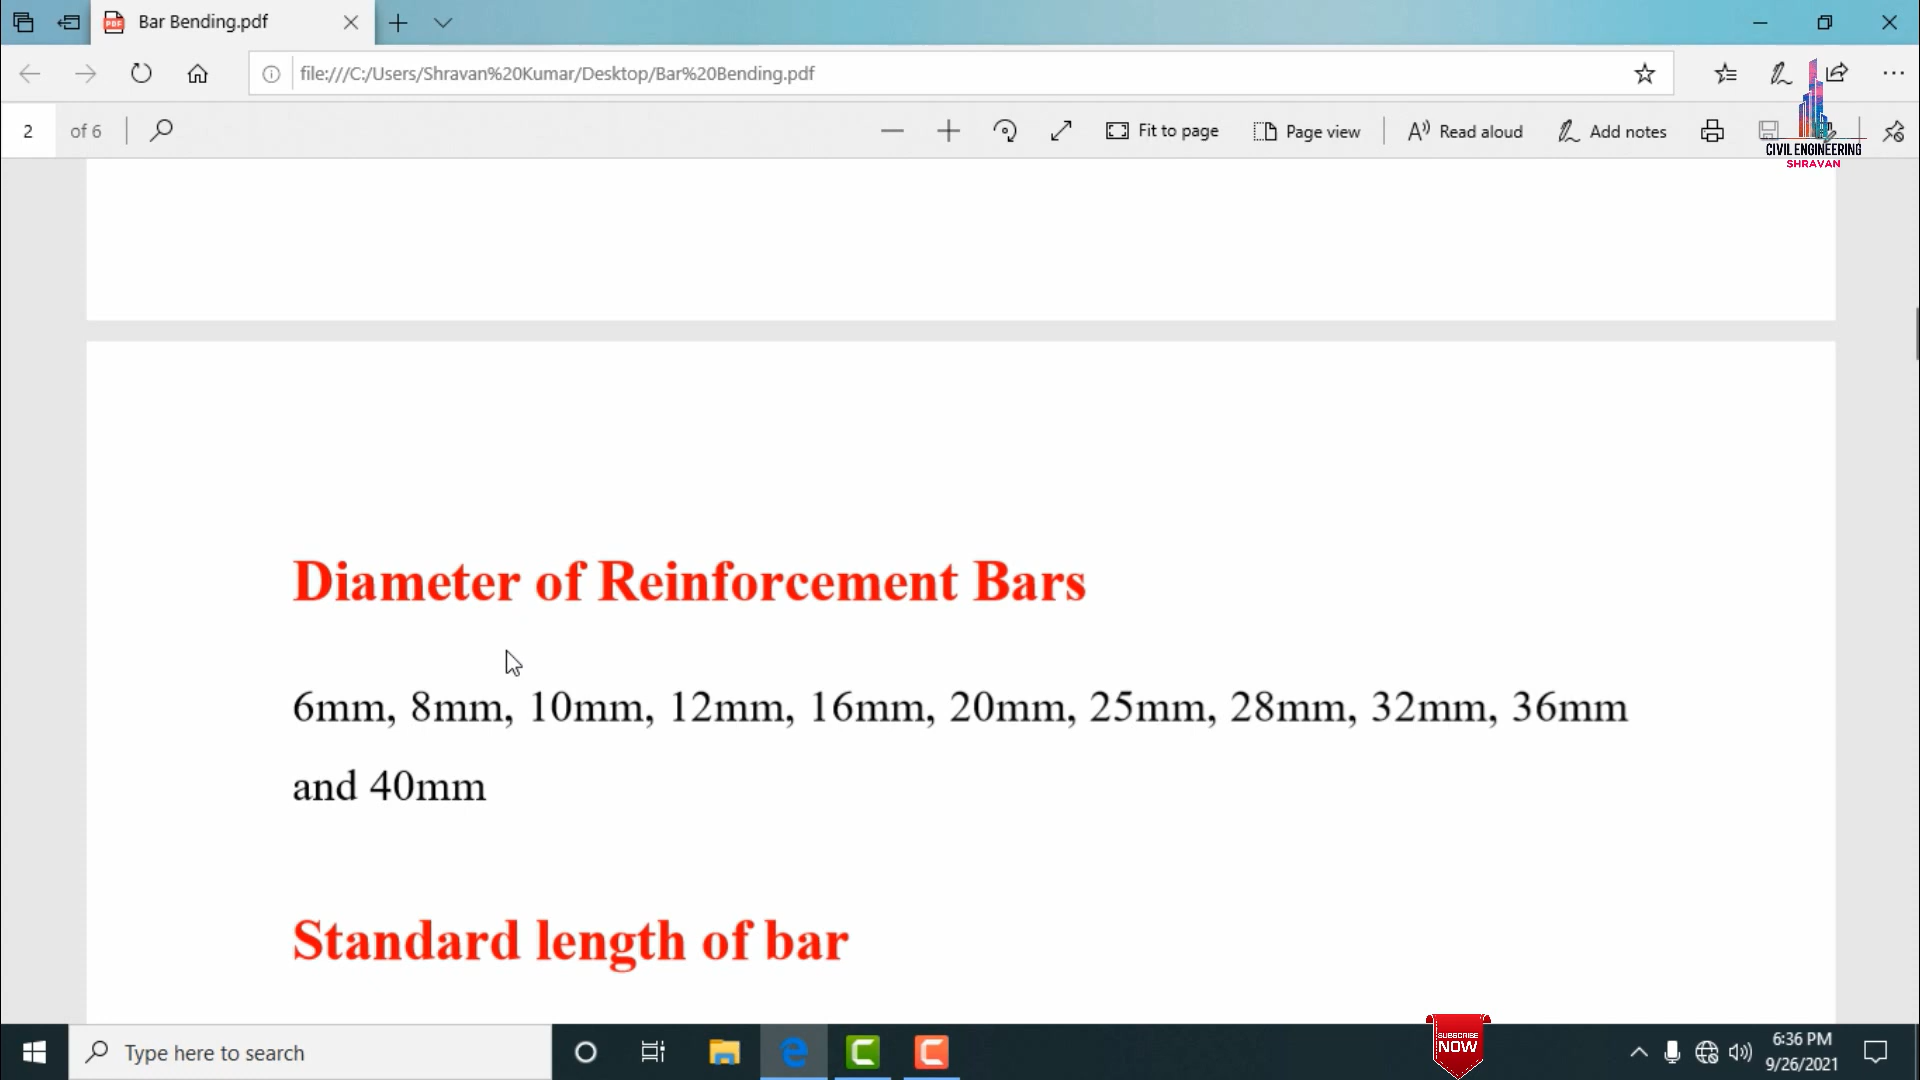 Bar Bending.pdf
file:///C:/Users/Shravan%20Kumar/Desktop/Bar%20Bending.pdf
2 of 6
Fit to page
Page view
Read aloud
Add notes
CIVIL ENGINEERING
SHRAVAN
Diameter of Reinforcement Bars
6mm, 8mm, 10mm, 12mm, 16mm, 20mm, 25mm, 28mm, 32mm, 36mm
and 40mm
Standard length of bar
Type here to search
SUBSCRIBE
NOW
6:36 PM
9/26/2021